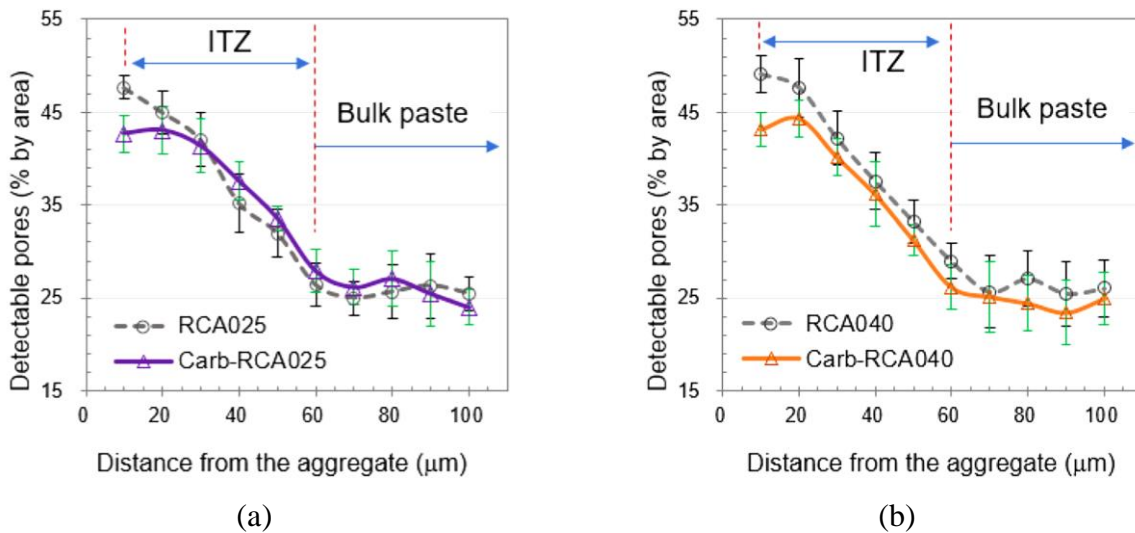 55
45
35
25
15
Detectable pores (% by area)
ITZ
Bulk paste
RCA025
Carb-RCA025
0 20 40 60 80 100
Distance from the aggregate (μm)
(a)
55
45
35
25
15
Detectable pores (% by area)
ITZ
Bulk paste
RCA040
Carb-RCA040
0 20 40 60 80 100
Distance from the aggregate (μm)
(b)